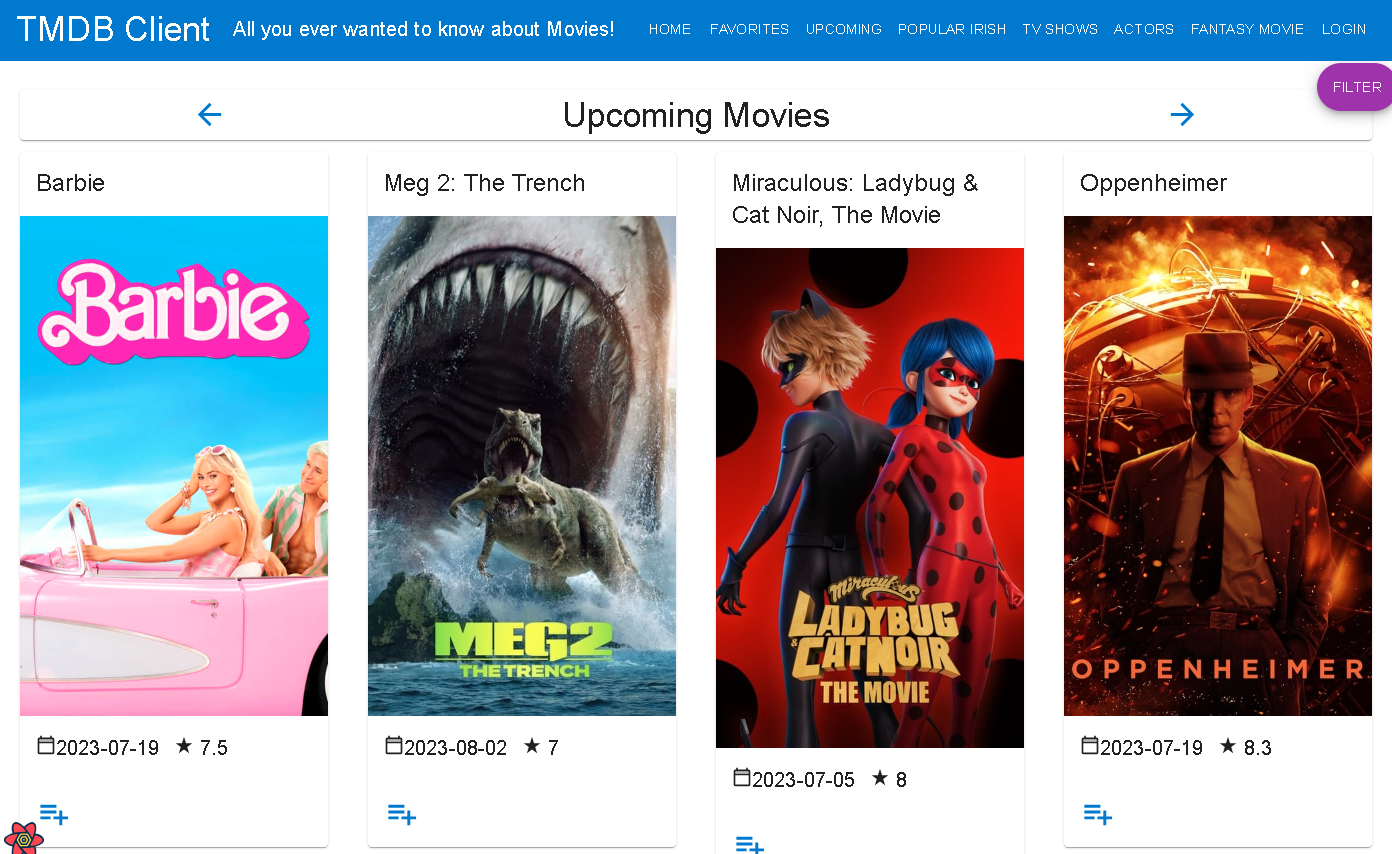 TMDB Client All you ever wanted to know about Movies! HOME FAVORITES UPCOMING POPULAR IRISH TV SHOWS ACTORS FANTASY MOVIE LOGIN
FILTER
Upcoming Movies
Barbie
Barbie
2023-07-19 ★ 7.5
Meg 2: The Trench
MEG2
THE TRENCH
2023-08-02 ★ 7
Miraculous: Ladybug &
Cat Noir, The Movie
Miraculous
LADYBUG
& CAT NOIR
THE MOVIE
2023-07-05 ★ 8
Oppenheimer
OPPENHEIMER
2023-07-19 ★ 8.3